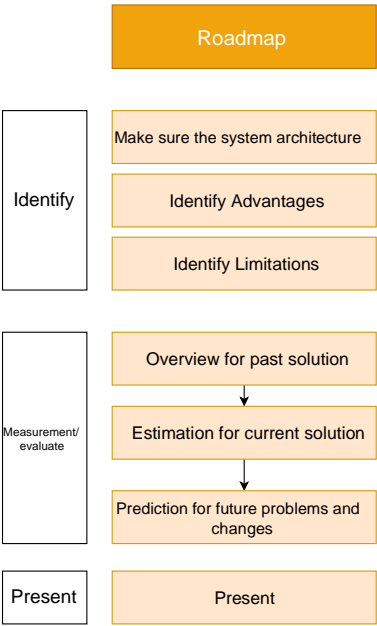 Roadmap
Identify
Make sure the system architecture
Identify Advantages
Identify Limitations
Measurement/
evaluate
Overview for past solution
Estimation for current solution
Prediction for future problems and
changes
Present
Present